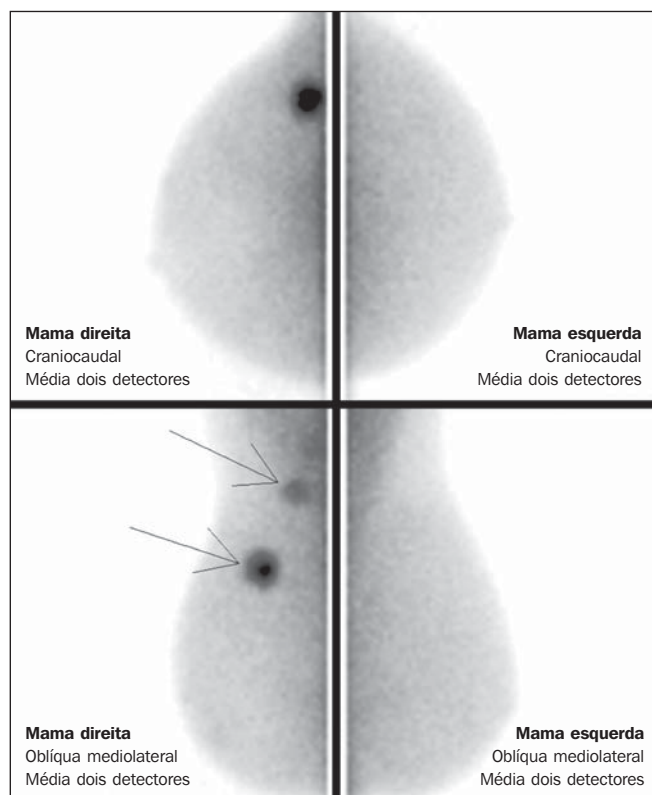 Mama direita
Craniocaudal
Média dois detectores
Mama esquerda
Craniocaudal
Média dois detectores
Mama direita
Oblíqua mediolateral
Média dois detectores
Mama esquerda
Oblíqua mediolateral
Média dois detectores